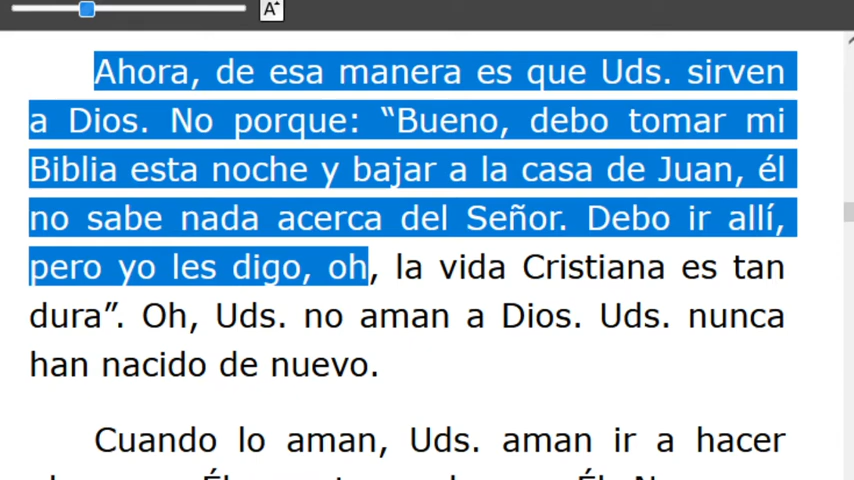 A
Ahora, de esa manera es que Uds. sirven
a Dios. No porque: “Bueno, debo tomar mi
Biblia esta noche y bajar a la casa de Juan, él
no sabe nada acerca del Señor. Debo ir allí,
pero yo les digo, oh, la vida Cristiana es tan
dura”. Oh, Uds. no aman a Dios. Uds. nunca
han nacido de nuevo.
Cuando lo aman, Uds. aman ir a hacer